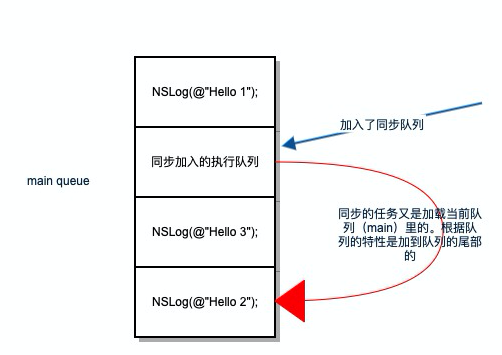 NSLog(@"Hello 1");
加入了同步队列
同步加入的执行队列
main queue
NSLog(@"Hello 3");
同步的任务又是加载当前队
列（main）里的。根据队
列的特性是加到队列的尾部
的
NSLog(@"Hello 2");